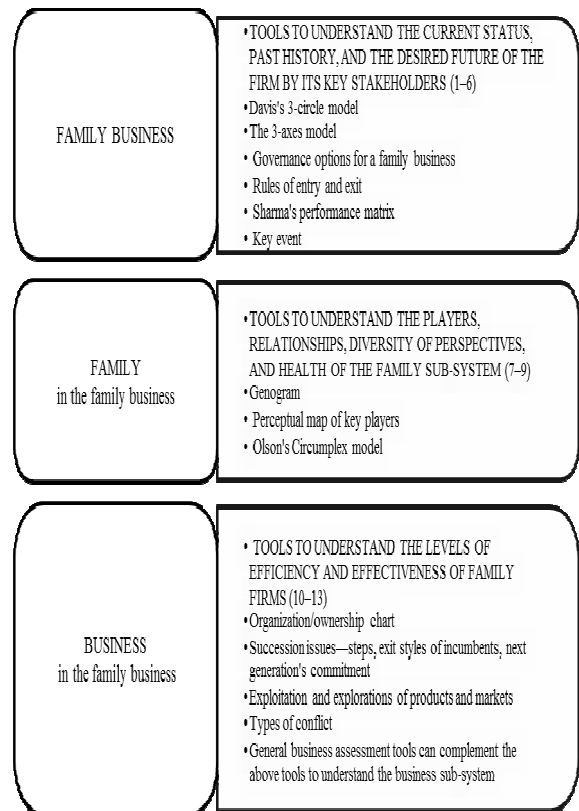 FAMILY BUSINESS
•TOOLS TO UNDERSTAND THE CURRENT STATUS,
PAST HISTORY, AND THE DESIRED FUTURE OF THE
FIRM BY ITS KEY STAKEHOLDERS (1–6)
•Davis's 3-circle model
•The 3-axes model
• Governance options for a family business
• Rules of entry and exit
• Sharma's performance matrix
• Key event
FAMILY
in the family business
•TOOLS TO UNDERSTAND THE PLAYERS,
RELATIONSHIPS, DIVERSITY OF PERSPECTIVES,
AND HEALTH OF THE FAMILY SUB-SYSTEM (7–9)
•Genogram
• Perceptual map of key players
• Olson's Circumplex model
BUSINESS
in the family business
• TOOLS TO UNDERSTAND THE LEVELS OF
EFFICIENCY AND EFFECTIVENESS OF FAMILY
FIRMS (10–13)
•Organization/ownership chart
•Succession issues—steps, exit styles of incumbents, next
generation's commitment
•Exploitation and explorations of products and markets
•Types of conflict
•General business assessment tools can complement the
above tools to understand the business sub-system